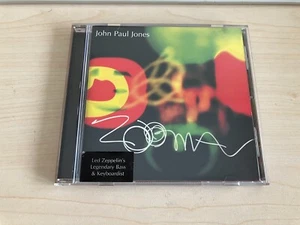 John Paul Jones
ZOOMA
Led Zeppelin's
Legendary Bass
& Keyboardist